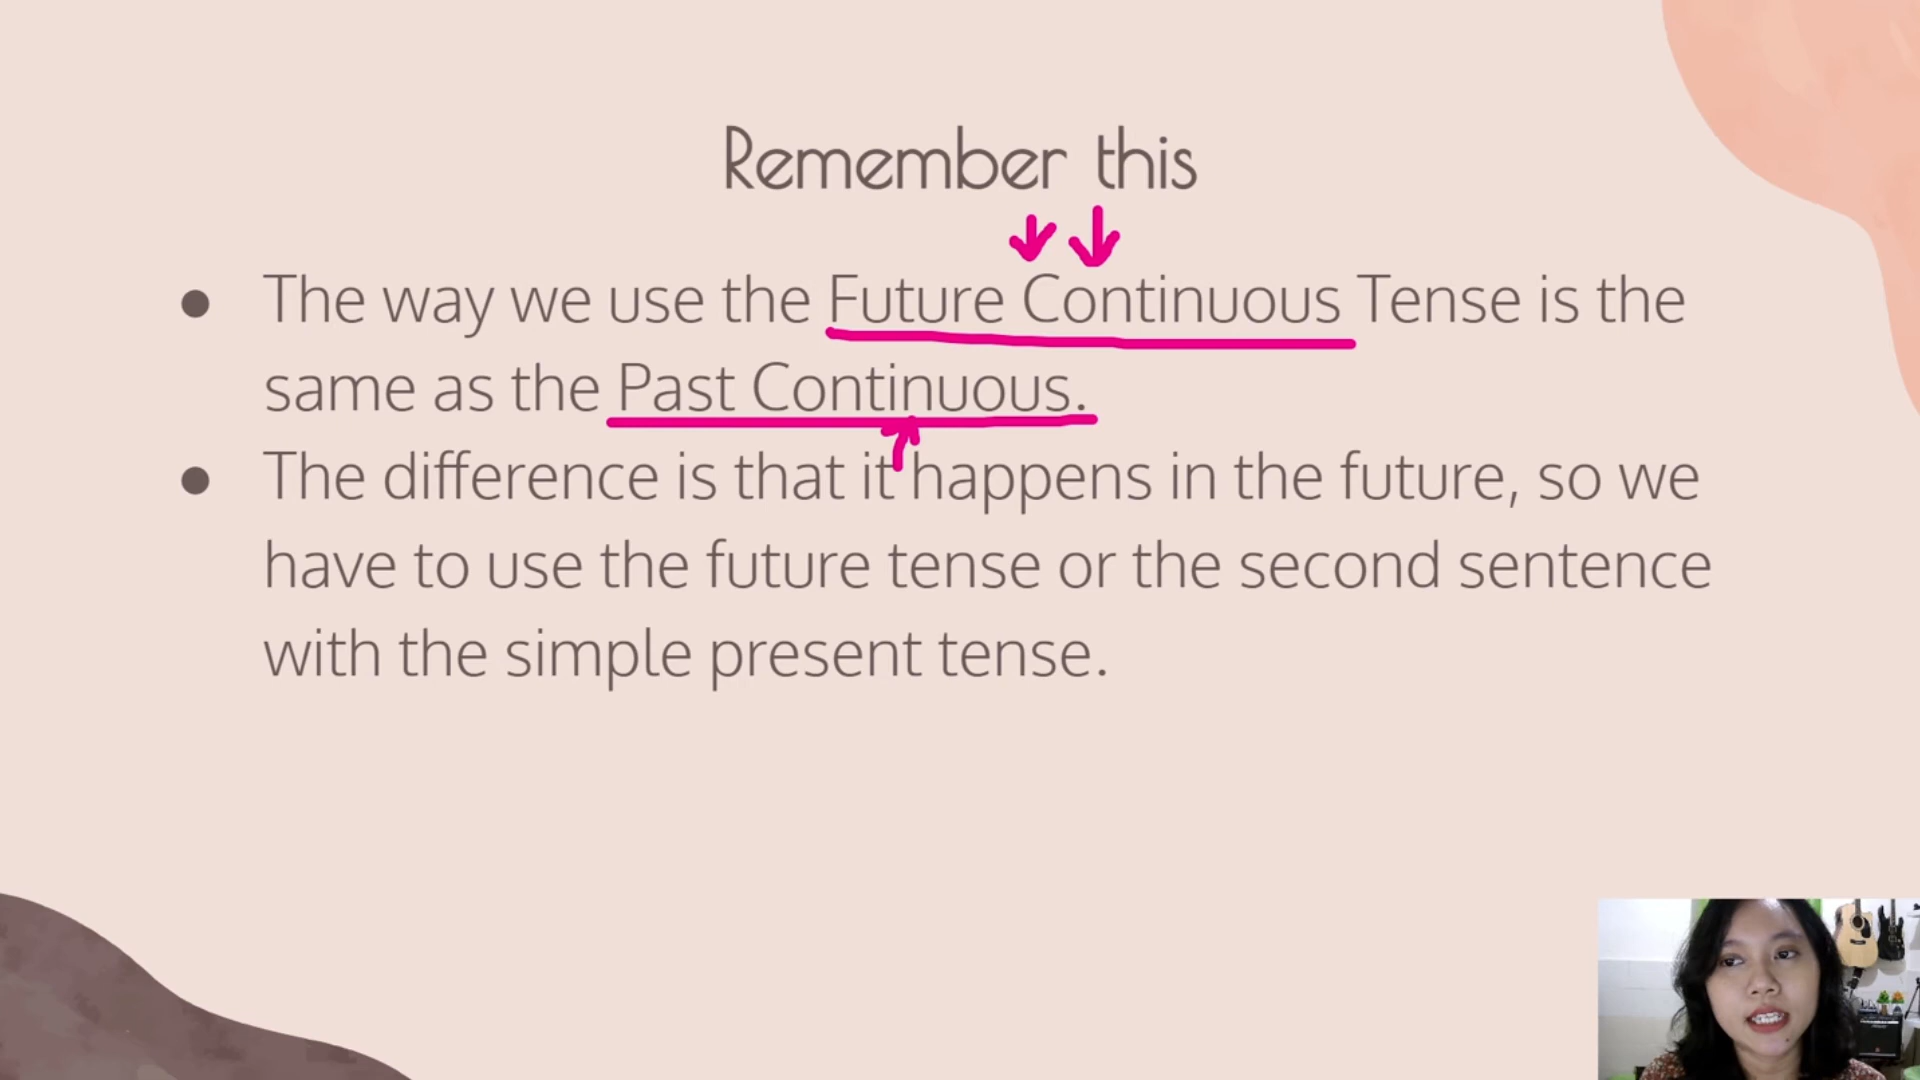 Remember this
● The way we use the Future Continuous Tense is the
same as the Past Continuous.
● The difference is that it happens in the future, so we
have to use the future tense or the second sentence
with the simple present tense.